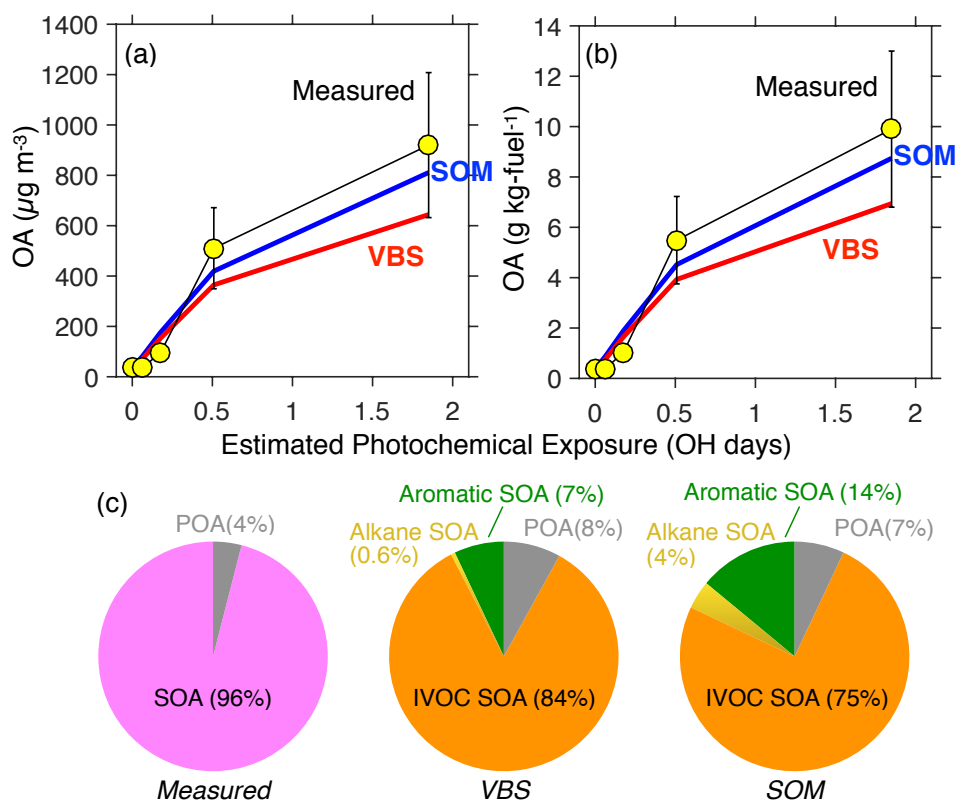 (a)
1400
1200
1000
800
600
400
200
0
OA (µg m-3)
Measured
SOM
VBS
0
0.5
1
1.5
2
(b)
14
12
10
8
6
4
2
0
OA (g kg-fuel-1)
Measured
SOM
VBS
0
0.5
1
1.5
2
Estimated Photochemical Exposure (OH days)
(c)
POA(4%)
SOA (96%)
Measured
Aromatic SOA (7%)
Alkane SOA
(0.6%)
POA(8%)
IVOC SOA (84%)
VBS
Aromatic SOA (14%)
Alkane SOA
(4%)
POA(7%)
IVOC SOA (75%)
SOM